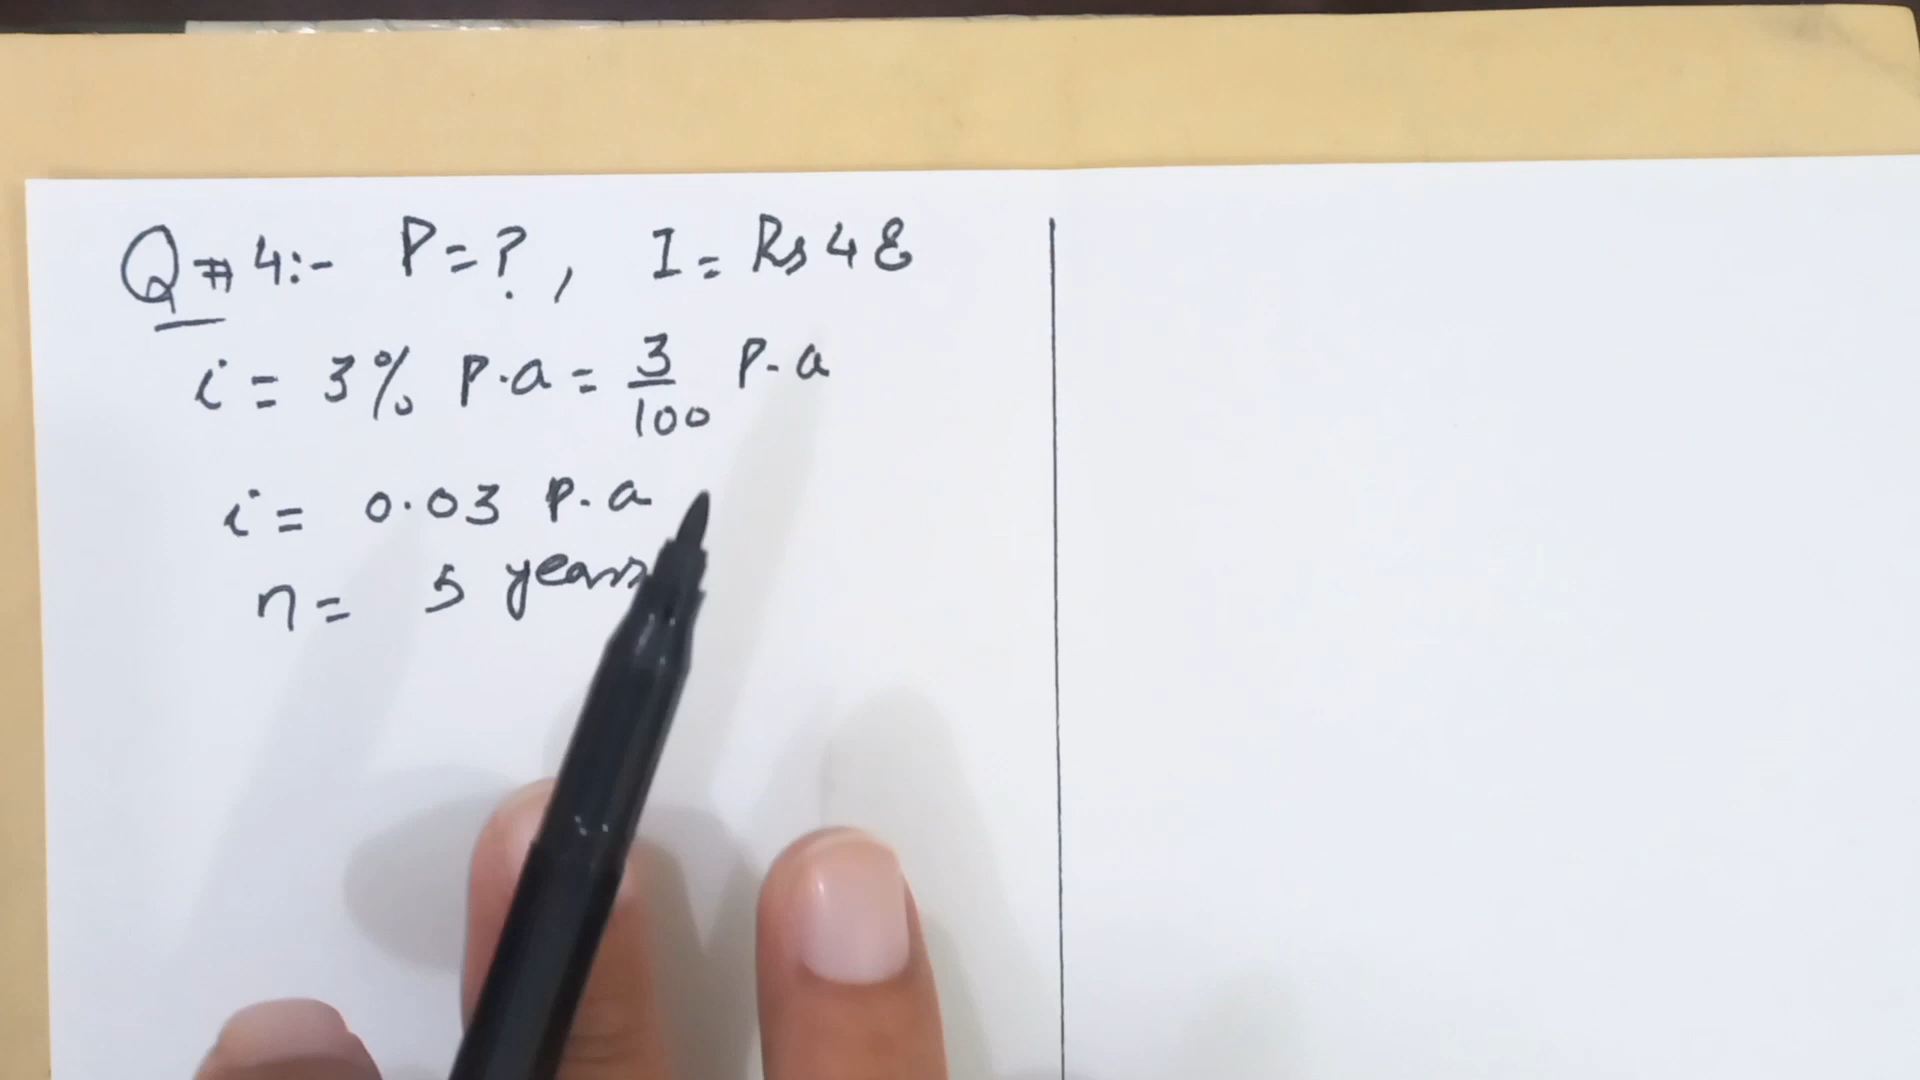 Q#4:- P=?, I= Rs 48
i = 3% P.a = 3/100 P.a
i = 0.03 P.a
n = 5 years